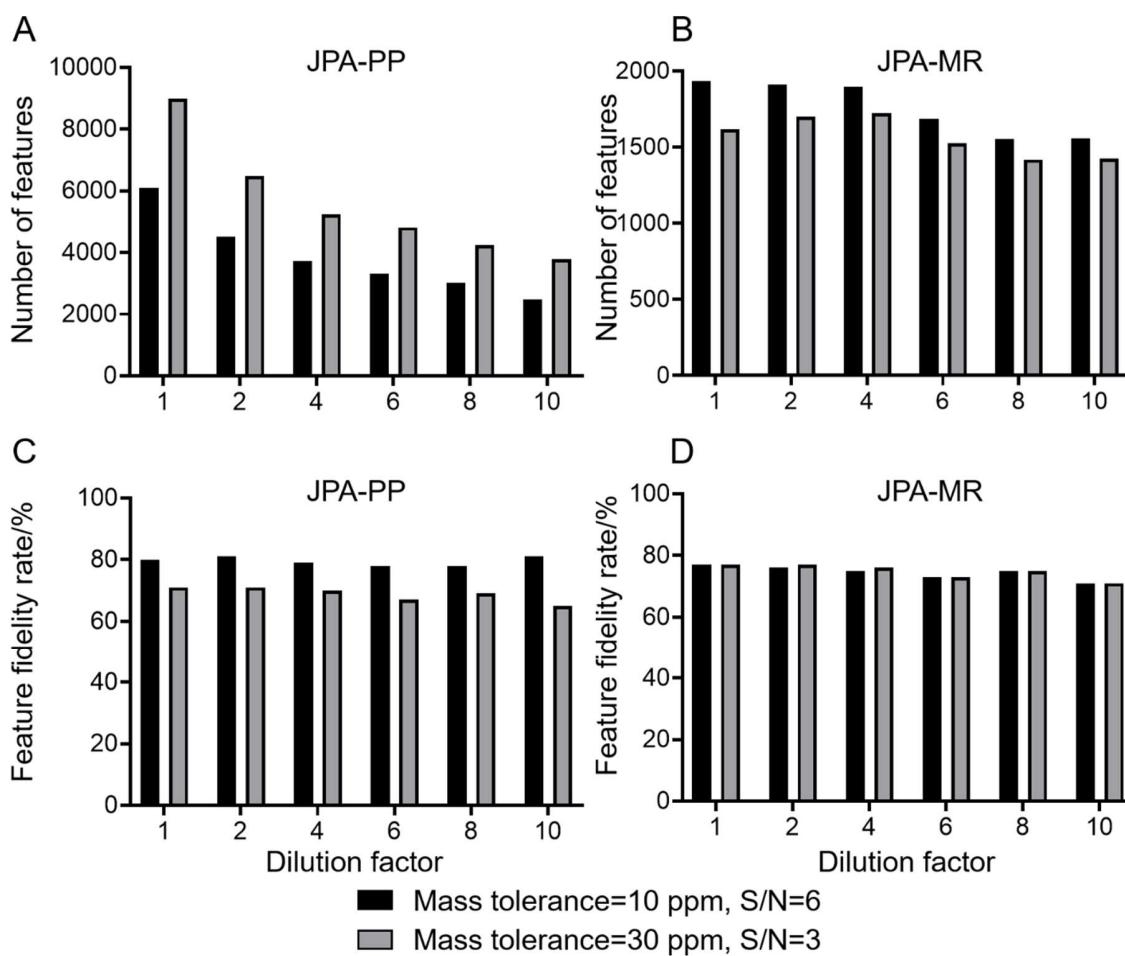 A
JPA-PP
Number of features
10000
8000
6000
4000
2000
0
1 2 4 6 8 10
B
JPA-MR
Number of features
2000
1500
1000
500
0
1 2 4 6 8 10
C
JPA-PP
Feature fidelity rate/%
100
80
60
40
20
0
1 2 4 6 8 10
Dilution factor
D
JPA-MR
Feature fidelity rate/%
100
80
60
40
20
0
1 2 4 6 8 10
Dilution factor
Mass tolerance=10 ppm, S/N=6
Mass tolerance=30 ppm, S/N=3